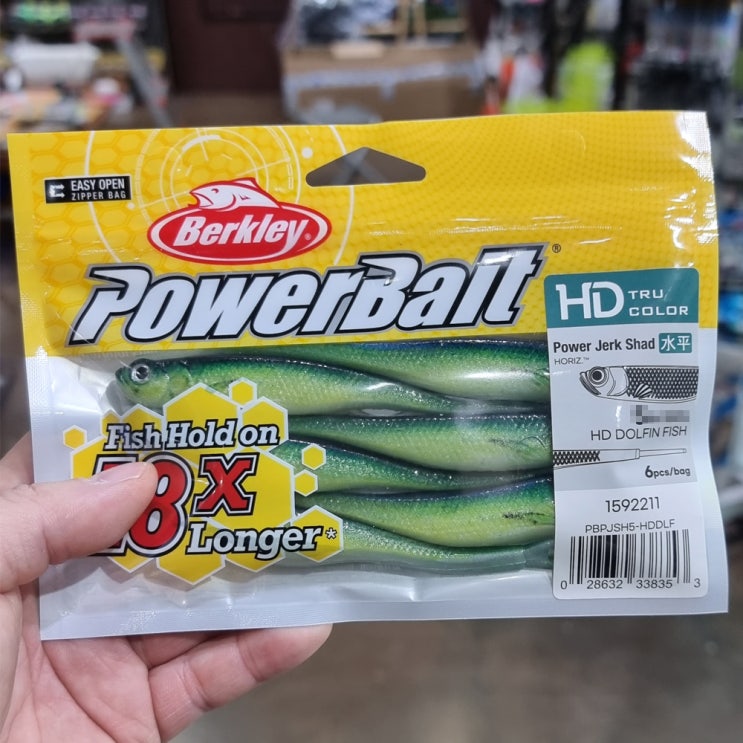 EASY OPEN
ZIPPER BAG
Berkley
PowerBait®
HD TRU
COLOR
Power Jerk Shad 水平
HORIZ.™
HD DOLFIN FISH
6pcs/bag
1592211
PBPJSH5-HDDLF
0 28632 33835 3
Fish Hold on
18x
Longer*